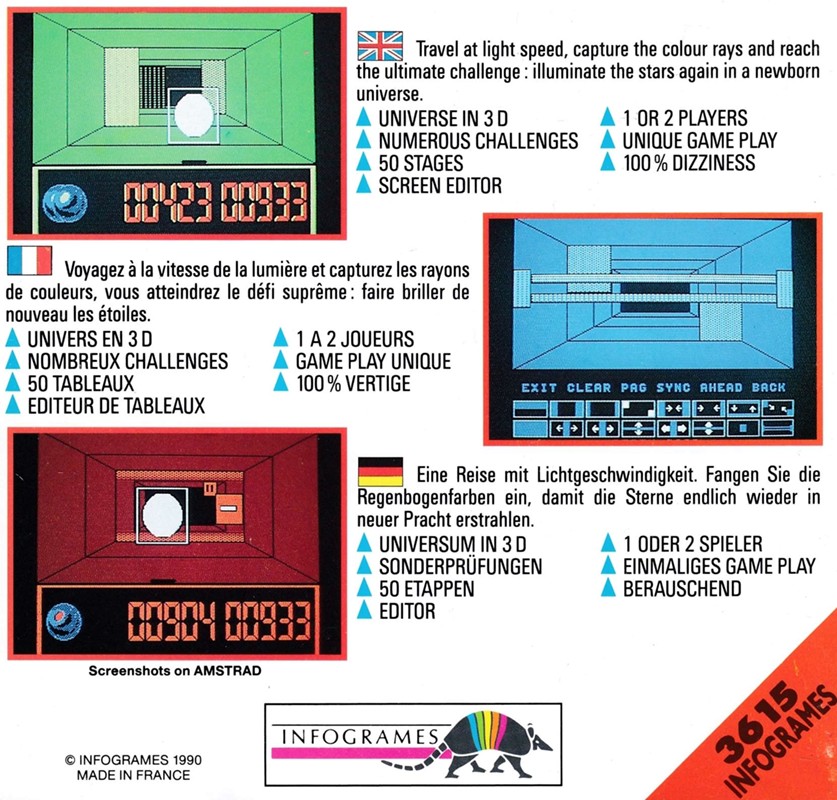 00423 00933
Travel at light speed, capture the colour rays and reach
the ultimate challenge : illuminate the stars again in a newborn
universe.
UNIVERSE IN 3 D
NUMEROUS CHALLENGES
50 STAGES
SCREEN EDITOR
1 OR 2 PLAYERS
UNIQUE GAME PLAY
100 % DIZZINESS
Voyagez à la vitesse de la lumière et capturez les rayons
de couleurs, vous atteindrez le défi suprême : faire briller de
nouveau les étoiles.
UNIVERS EN 3 D
NOMBREUX CHALLENGES
50 TABLEAUX
EDITEUR DE TABLEAUX
1 A 2 JOUEURS
GAME PLAY UNIQUE
100 % VERTIGE
EXIT CLEAR PAG SYNC AHEAD BACK
00904 00933
Screenshots on AMSTRAD
Eine Reise mit Lichtgeschwindigkeit. Fangen Sie die
Regenbogenfarben ein, damit die Sterne endlich wieder in
neuer Pracht erstrahlen.
UNIVERSUM IN 3 D
SONDERPRÜFUNGEN
50 ETAPPEN
EDITOR
1 ODER 2 SPIELER
EINMALIGES GAME PLAY
BERAUSCHEND
© INFOGRAMES 1990
MADE IN FRANCE
INFOGRAMES
3615
INFOGRAMES